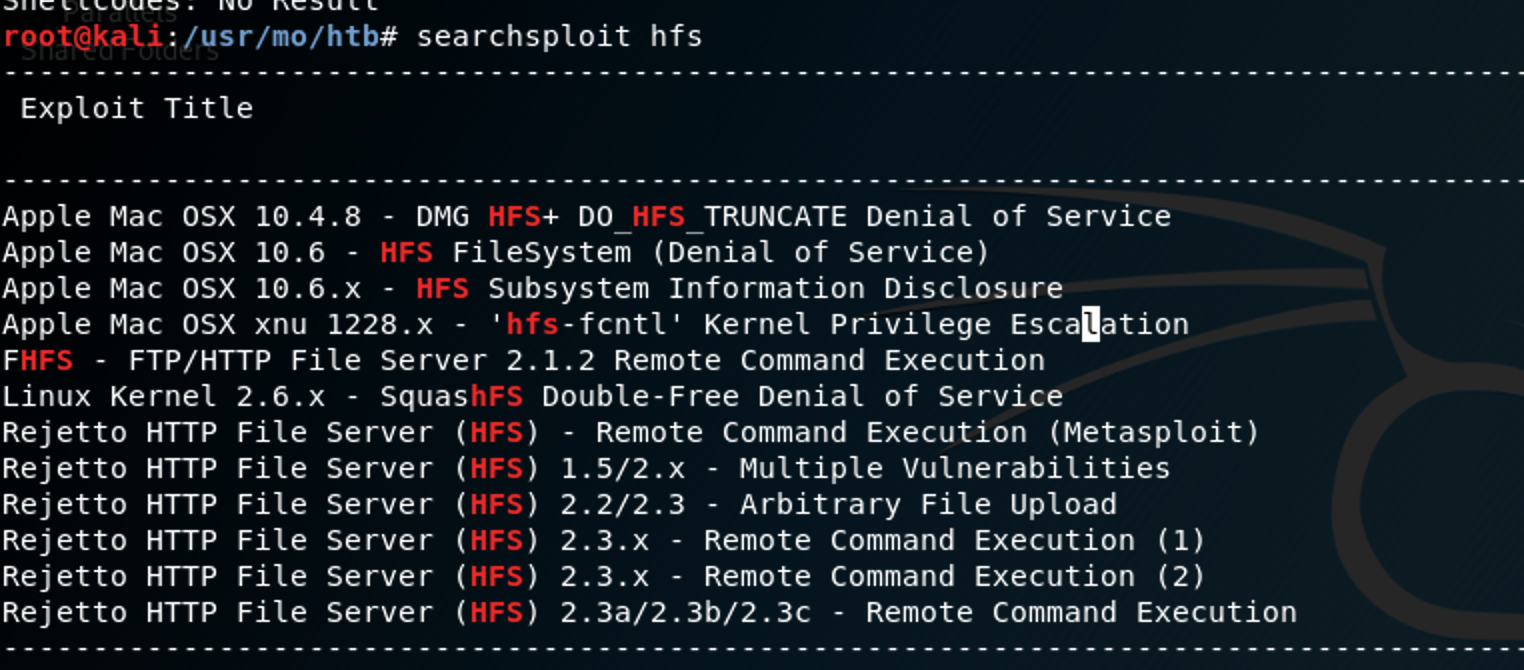 Shellcodes: No Result
Parallels
root@kali:/usr/mo/htb# searchsploit hfs
Shared Folders
--------------------------------------------------------------------------------
 Exploit Title
--------------------------------------------------------------------------------
Apple Mac OSX 10.4.8 - DMG HFS+ DO_HFS_TRUNCATE Denial of Service
Apple Mac OSX 10.6 - HFS FileSystem (Denial of Service)
Apple Mac OSX 10.6.x - HFS Subsystem Information Disclosure
Apple Mac OSX xnu 1228.x - 'hfs-fcntl' Kernel Privilege Escalation
FHFS - FTP/HTTP File Server 2.1.2 Remote Command Execution
Linux Kernel 2.6.x - SquashFS Double-Free Denial of Service
Rejetto HTTP File Server (HFS) - Remote Command Execution (Metasploit)
Rejetto HTTP File Server (HFS) 1.5/2.x - Multiple Vulnerabilities
Rejetto HTTP File Server (HFS) 2.2/2.3 - Arbitrary File Upload
Rejetto HTTP File Server (HFS) 2.3.x - Remote Command Execution (1)
Rejetto HTTP File Server (HFS) 2.3.x - Remote Command Execution (2)
Rejetto HTTP File Server (HFS) 2.3a/2.3b/2.3c - Remote Command Execution
--------------------------------------------------------------------------------